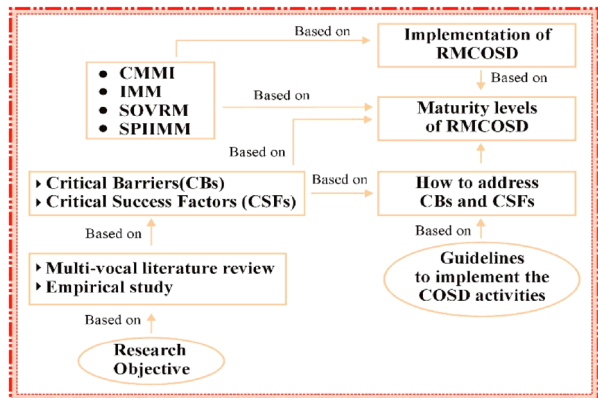 Based on
Implementation of
RMCOSD
• CMMI
• IMM
• SOVRM
• SPIIMM
Based on
Based on
Maturity levels
of RMCOSD
Based on
Critical Barriers(CBs)
Critical Success Factors (CSFs)
Based on
How to address
CBs and CSFs
Based on
Based on
Multi-vocal literature review
Empirical study
Guidelines
to implement the
COSD activities
Based on
Research
Objective